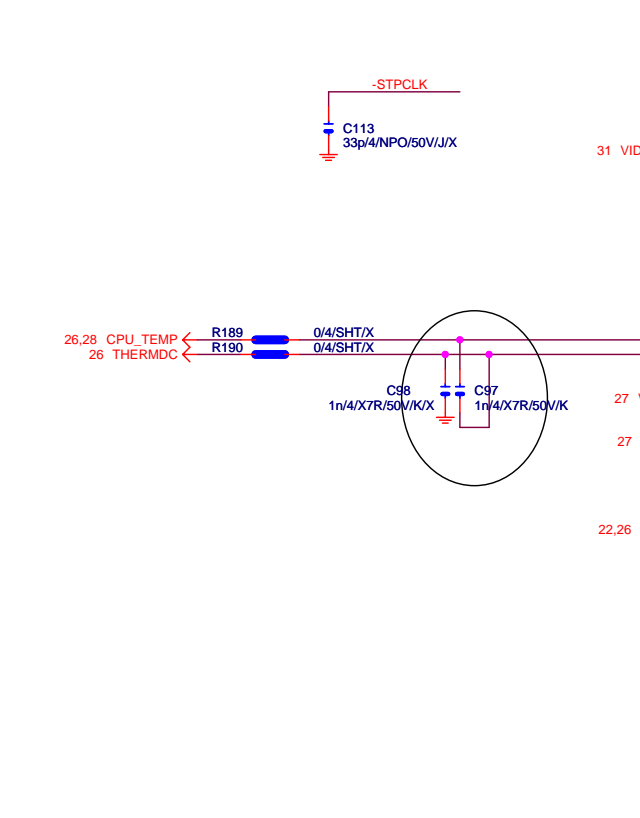 -STPCLK
C113
33p/4/NPO/50V/J/X
31 VID
26,28 CPU_TEMP R189 0/4/SHT/X
26 THERMDC R190 0/4/SHT/X
C98 C97
1n/4/X7R/50V/K/X 1n/4/X7R/50V/K
27
27
22,26